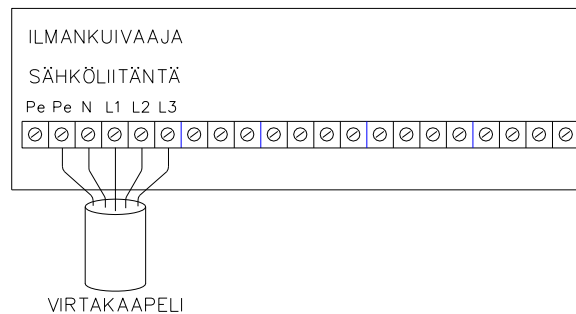 ILMANKUIVAAJA
SÄHKÖLIITÄNTÄ
Pe Pe N L1 L2 L3
VIRTAKAAPELI